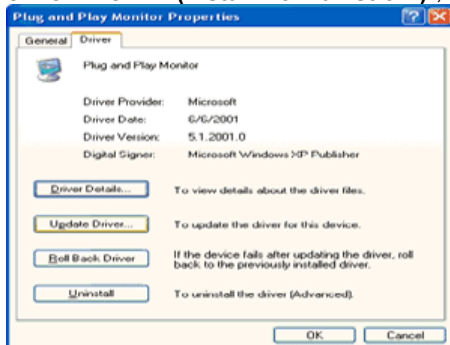 Plug and Play Monitor Properties
General Driver
Plug and Play Monitor
Driver Provider: Microsoft
Driver Date: 6/6/2001
Driver Version: 5.1.2001.0
Digital Signer: Microsoft Windows XP Publisher
Driver Details... To view details about the driver files.
Update Driver... To update the driver for this device.
Roll Back Driver If the device fails after updating the driver, roll
back to the previously installed driver.
Uninstall To uninstall the driver (Advanced).
OK Cancel